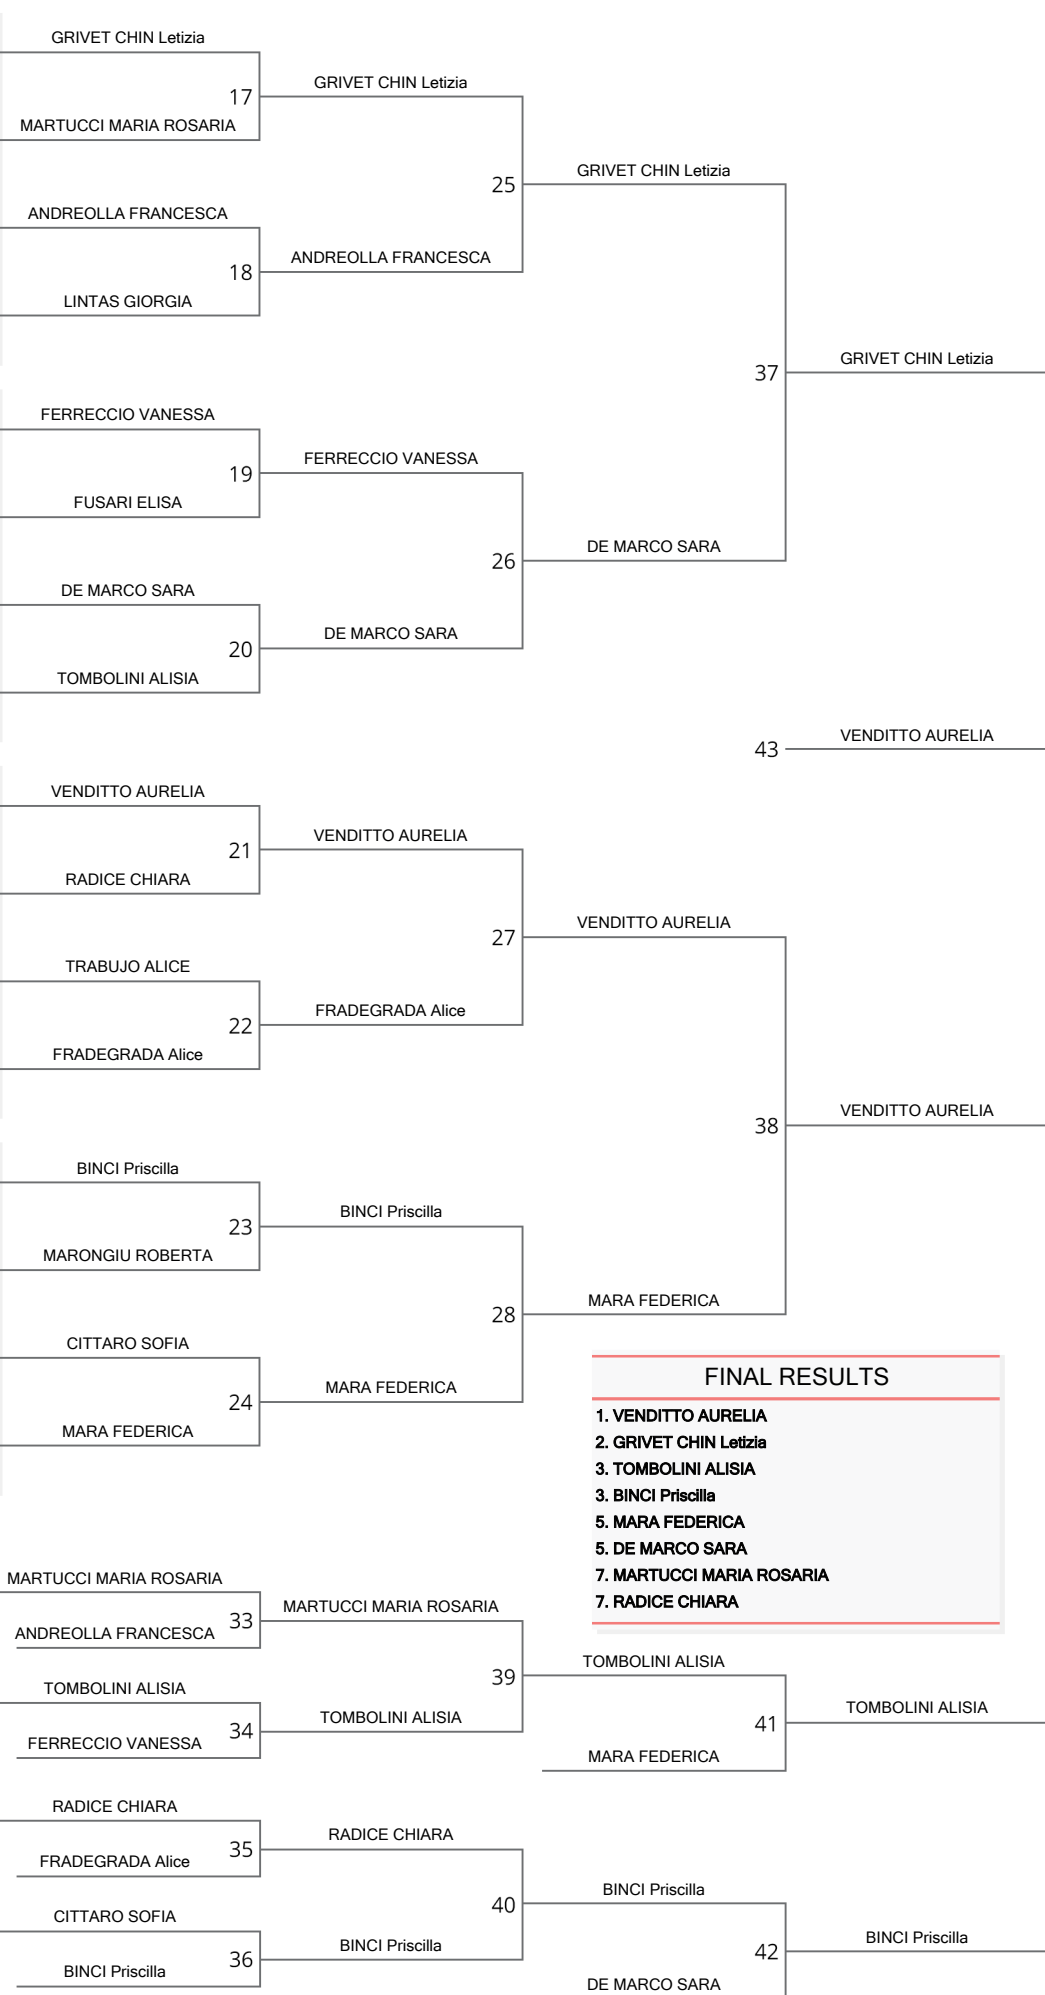 GRIVET CHIN Letizia
17
GRIVET CHIN Letizia
MARTUCCI MARIA ROSARIA
25
GRIVET CHIN Letizia
ANDREOLLA FRANCESCA
18
ANDREOLLA FRANCESCA
LINTAS GIORGIA
37
GRIVET CHIN Letizia
FERRECCIO VANESSA
19
FERRECCIO VANESSA
FUSARI ELISA
26
DE MARCO SARA
DE MARCO SARA
20
DE MARCO SARA
TOMBOLINI ALISIA
43
VENDITTO AURELIA
VENDITTO AURELIA
21
VENDITTO AURELIA
RADICE CHIARA
27
VENDITTO AURELIA
TRABUJO ALICE
22
FRADEGRADA Alice
FRADEGRADA Alice
38
VENDITTO AURELIA
BINCI Priscilla
23
BINCI Priscilla
MARONGIU ROBERTA
28
MARA FEDERICA
CITTARO SOFIA
24
MARA FEDERICA
MARA FEDERICA
FINAL RESULTS
1. VENDITTO AURELIA
2. GRIVET CHIN Letizia
3. TOMBOLINI ALISIA
3. BINCI Priscilla
5. MARA FEDERICA
5. DE MARCO SARA
7. MARTUCCI MARIA ROSARIA
7. RADICE CHIARA
MARTUCCI MARIA ROSARIA
33
MARTUCCI MARIA ROSARIA
ANDREOLLA FRANCESCA
39
TOMBOLINI ALISIA
TOMBOLINI ALISIA
34
TOMBOLINI ALISIA
FERRECCIO VANESSA
41
TOMBOLINI ALISIA
MARA FEDERICA
RADICE CHIARA
35
RADICE CHIARA
FRADEGRADA Alice
40
BINCI Priscilla
CITTARO SOFIA
36
BINCI Priscilla
BINCI Priscilla
42
BINCI Priscilla
DE MARCO SARA